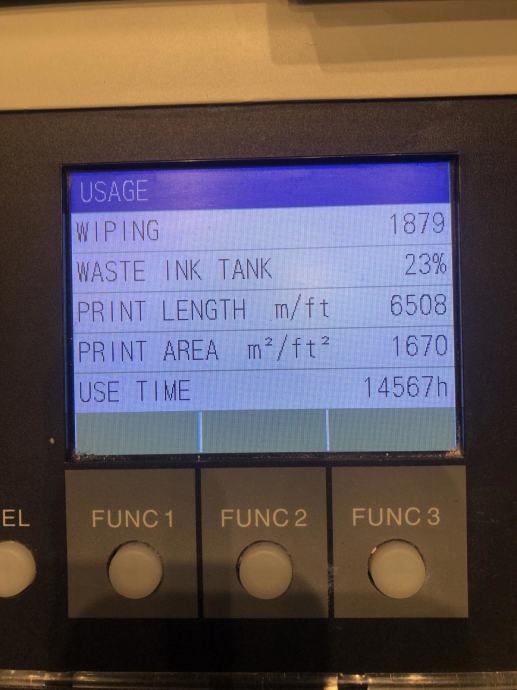 USAGE
WIPING 1879
WASTE INK TANK 23%
PRINT LENGTH m/ft 6508
PRINT AREA m²/ft² 1670
USE TIME 14567h
EL FUNC1 FUNC2 FUNC3